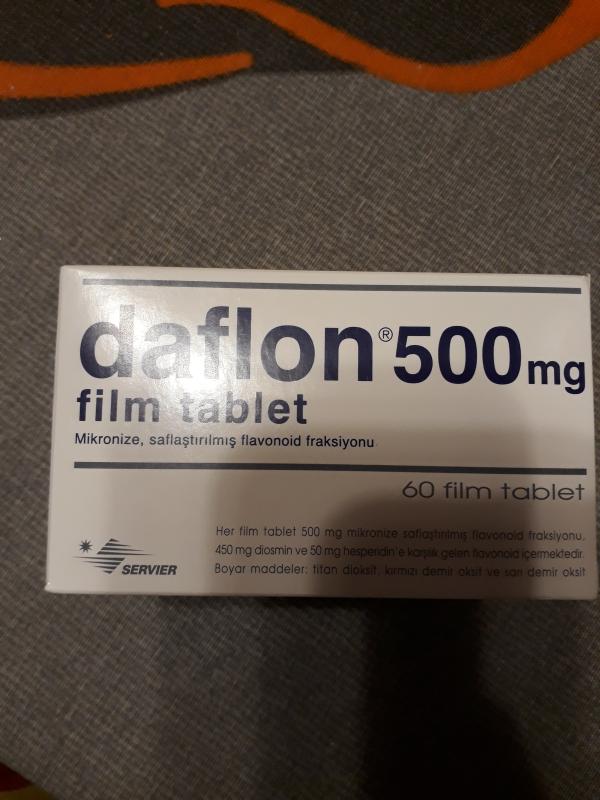 daflon® 500 mg
film tablet
Mikronize, saflaştırılmış flavonoid fraksiyonu
60 film tablet
Her film tablet 500 mg mikronize saflaştırılmış flavonoid fraksiyonu,
450 mg diosmin ve 50 mg hesperidin'e karşılık gelen flavonoid içermektedir.
Boyar maddeler: titan dioksit, kırmızı demir oksit ve sarı demir oksit
SERVIER